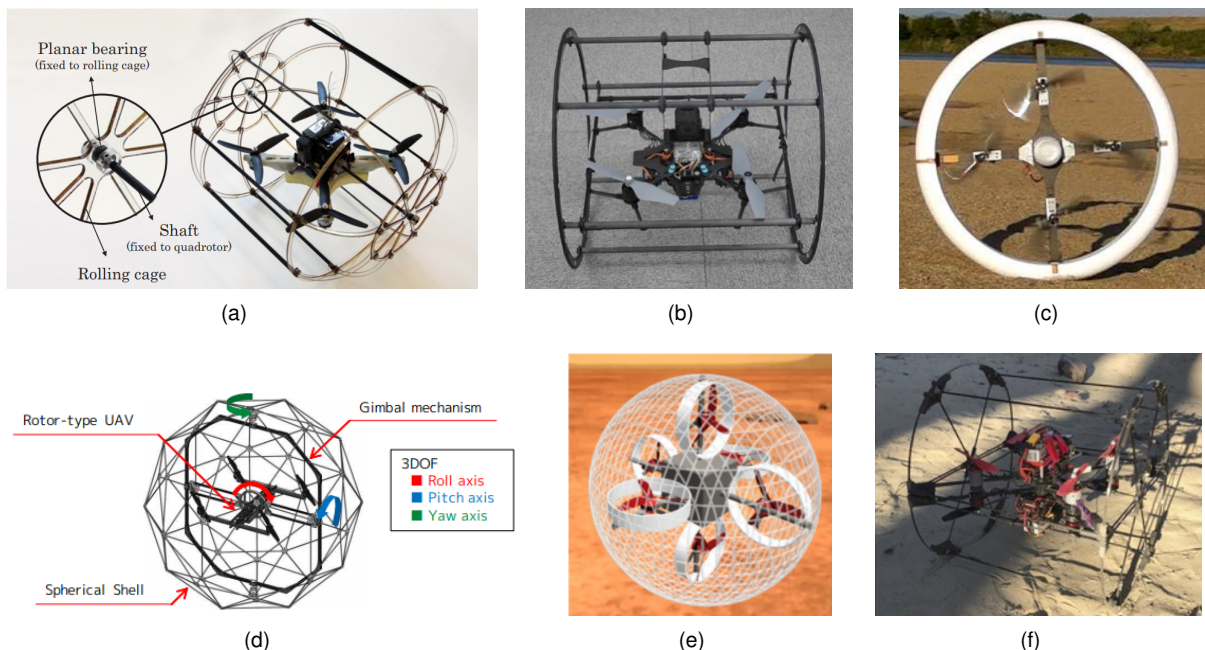 Planar bearing
(fixed to rolling cage)
Shaft
(fixed to quadrotor)
Rolling cage
(a)
(b)
(c)
Rotor-type UAV
Gimbal mechanism
3DOF
Roll axis
Pitch axis
Yaw axis
Spherical Shell
(d)
(e)
(f)